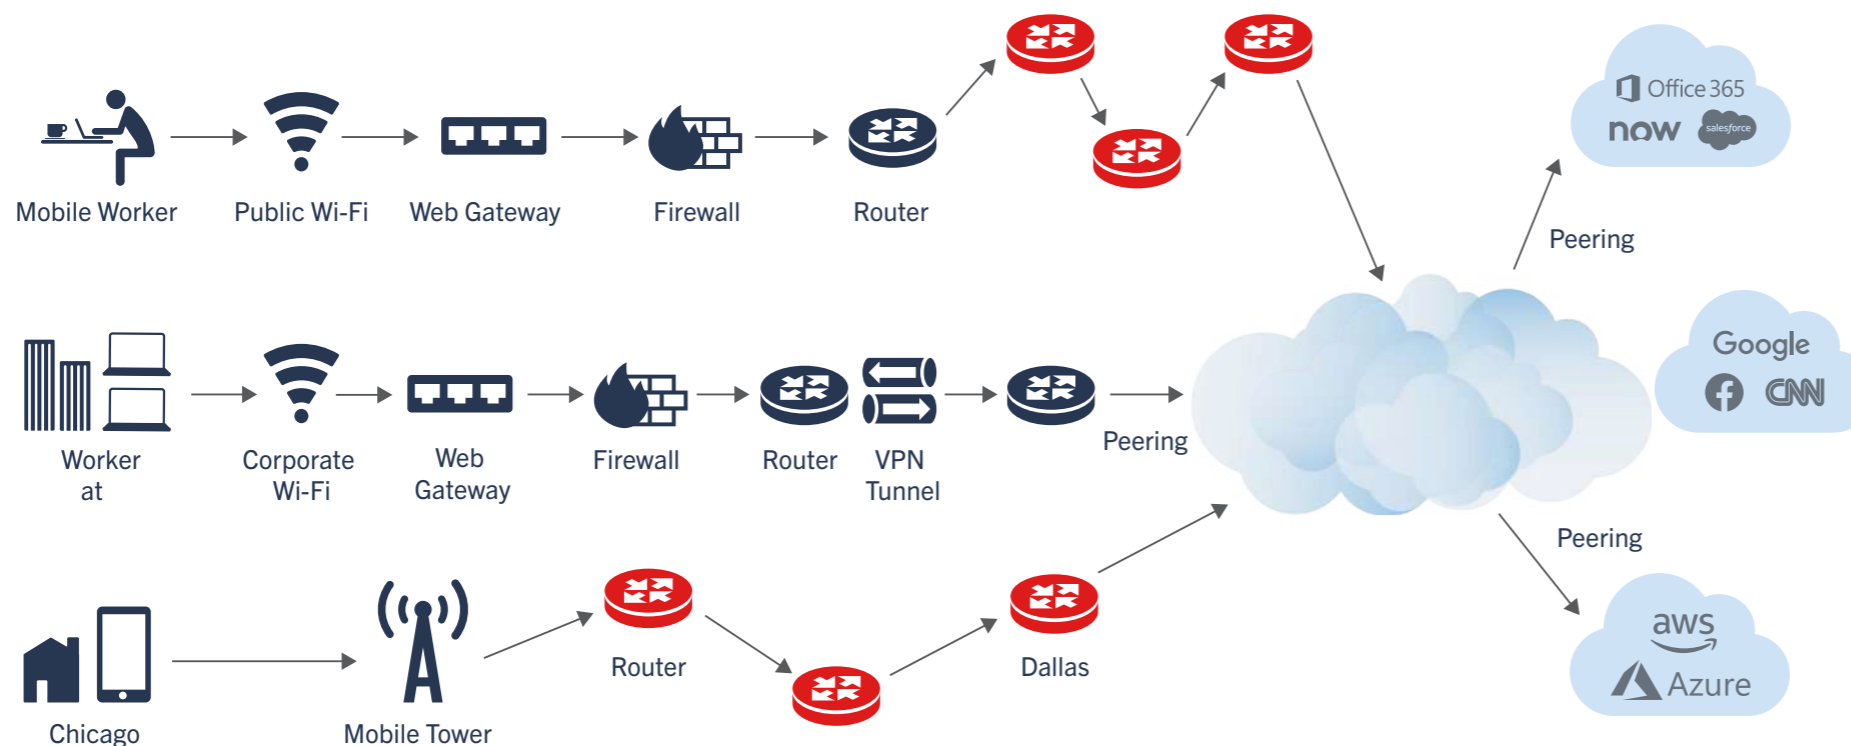 Office 365
now
salesforce
Mobile Worker
Public Wi-Fi
Web Gateway
Firewall
Router
Peering
Google
CNN
Worker
at
Corporate
Wi-Fi
Web
Gateway
Firewall
Router
VPN
Tunnel
Peering
Peering
aws
Azure
Router
Dallas
Chicago
Mobile Tower